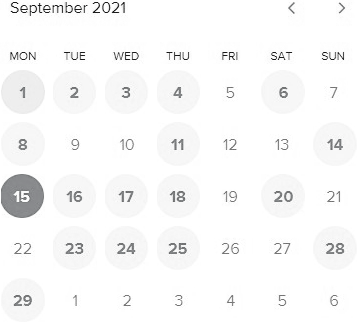 September 2021
MON TUE WED THU FRI SAT SUN
1 2 3 4 5 6 7
8 9 10 11 12 13 14
15 16 17 18 19 20 21
22 23 24 25 26 27 28
29 1 2 3 4 5 6